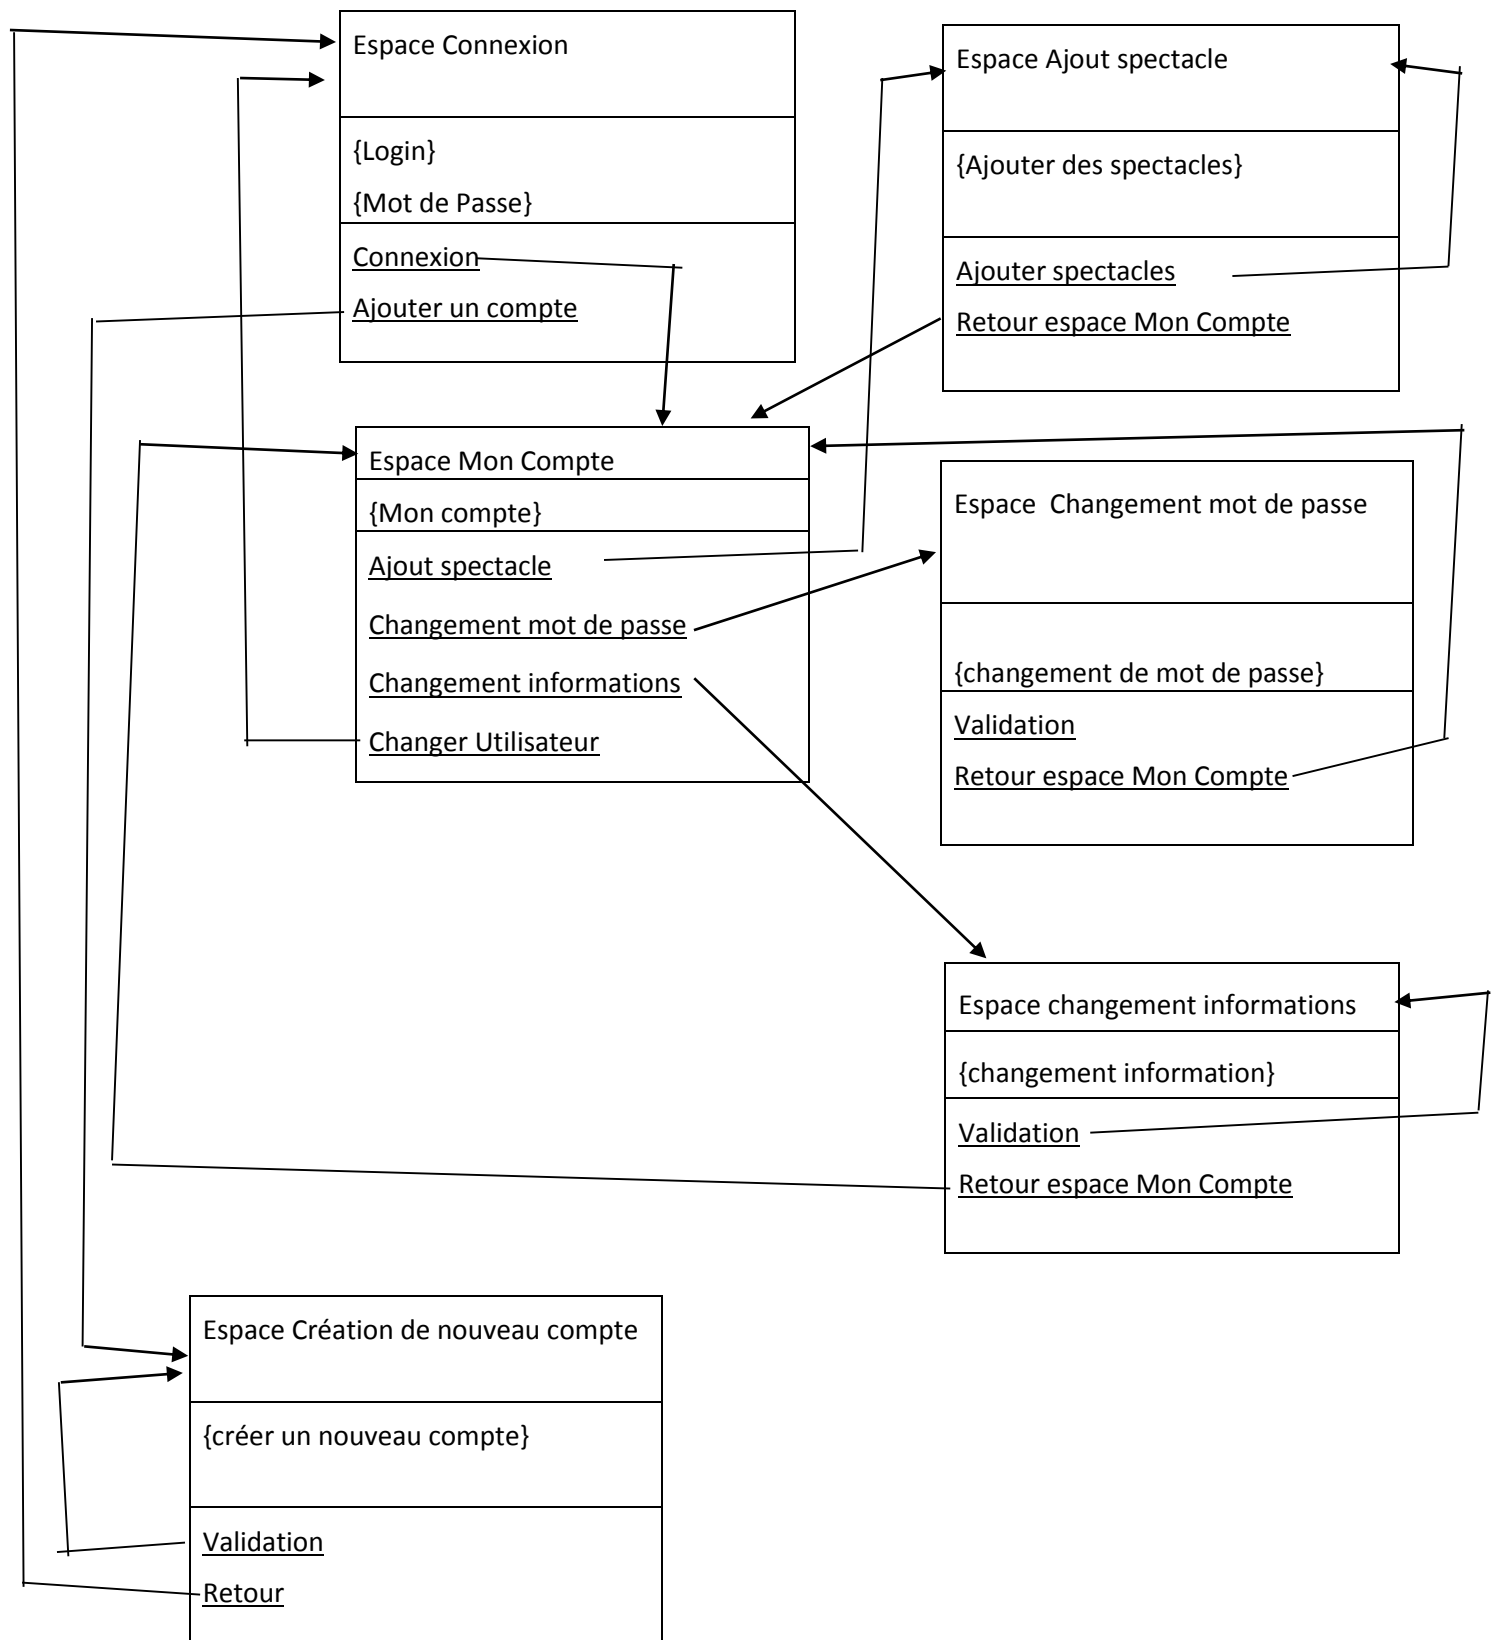 Espace Connexion
{Login}
{Mot de Passe}
Connexion
Ajouter un compte
Espace Ajout spectacle
{Ajouter des spectacles}
Ajouter spectacles
Retour espace Mon Compte
Espace Mon Compte
{Mon compte}
Ajout spectacle
Changement mot de passe
Changement informations
Changer Utilisateur
Espace  Changement mot de passe
{changement de mot de passe}
Validation
Retour espace Mon Compte
Espace changement informations
{changement information}
Validation
Retour espace Mon Compte
Espace Création de nouveau compte
{créer un nouveau compte}
Validation
Retour